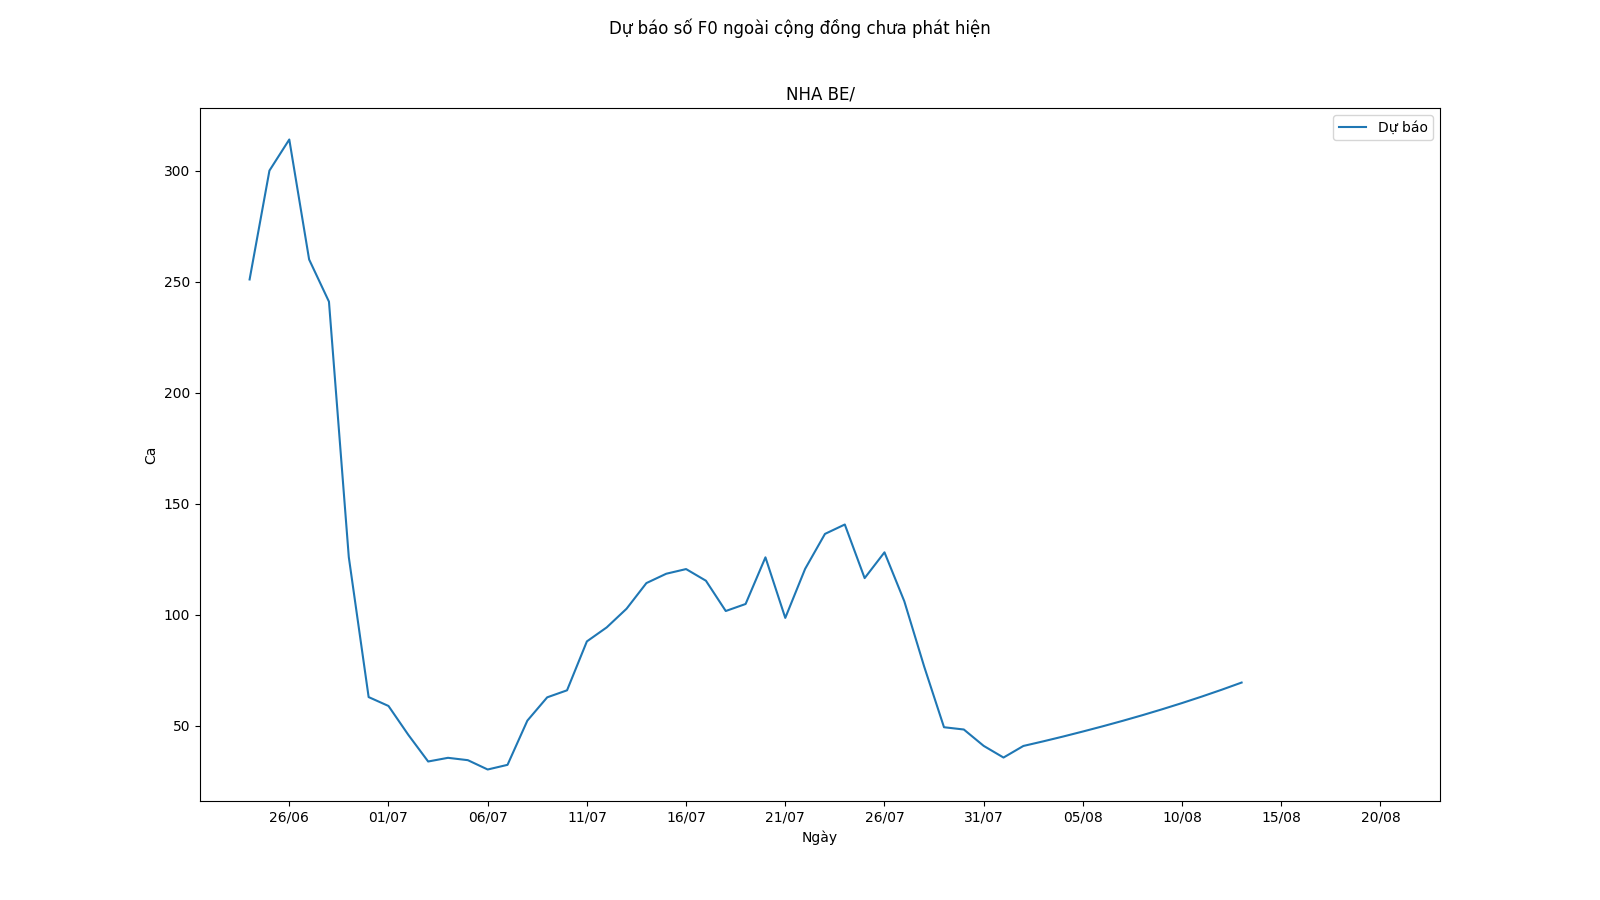 Dự báo số F0 ngoài cộng đồng chưa phát hiện
NHA BE/
Dự báo
300
250
200
150
100
50
Ca
26/06 01/07 06/07 11/07 16/07 21/07 26/07 31/07 05/08 10/08 15/08 20/08
Ngày